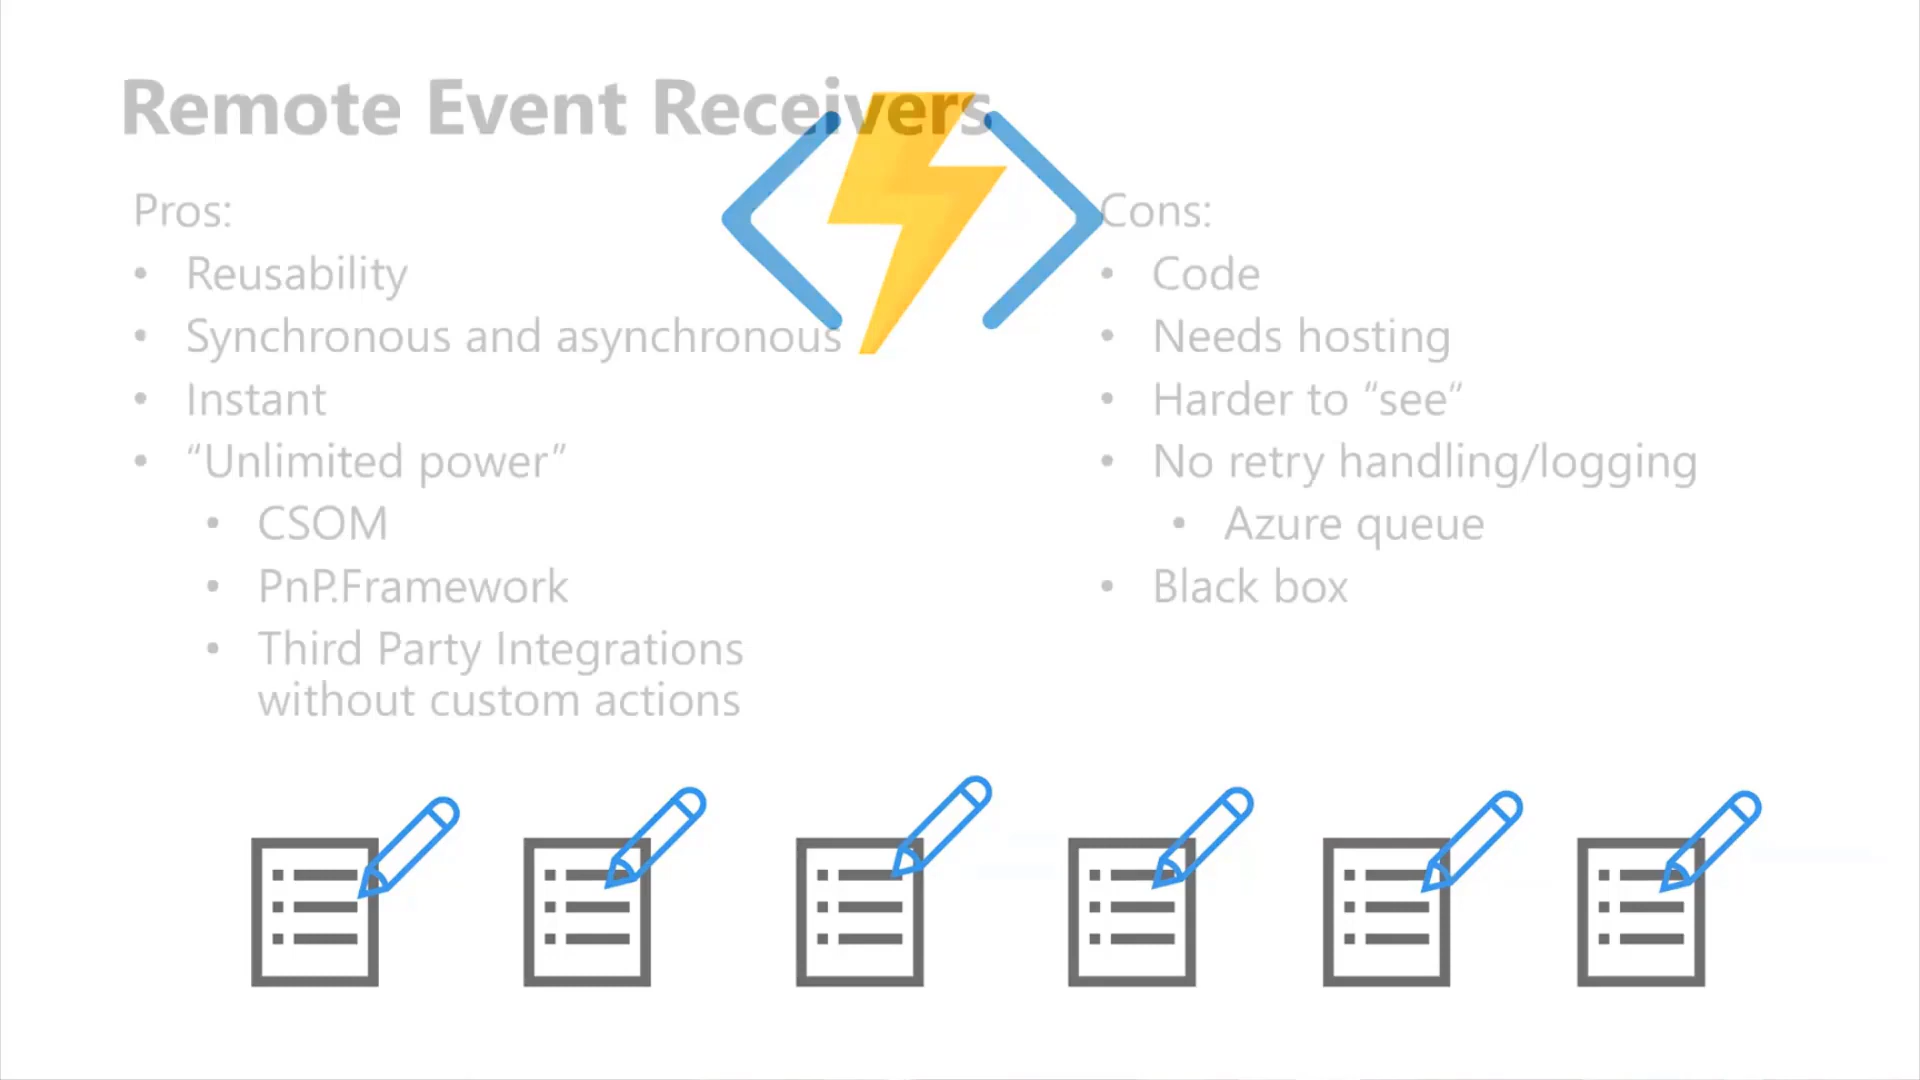 Remote Event Receivers
Pros:
• Reusability
• Synchronous and asynchronous
• Instant
• “Unlimited power”
• CSOM
• PnP.Framework
• Third Party Integrations
without custom actions
Cons:
• Code
• Needs hosting
• Harder to “see”
• No retry handling/logging
• Azure queue
• Black box